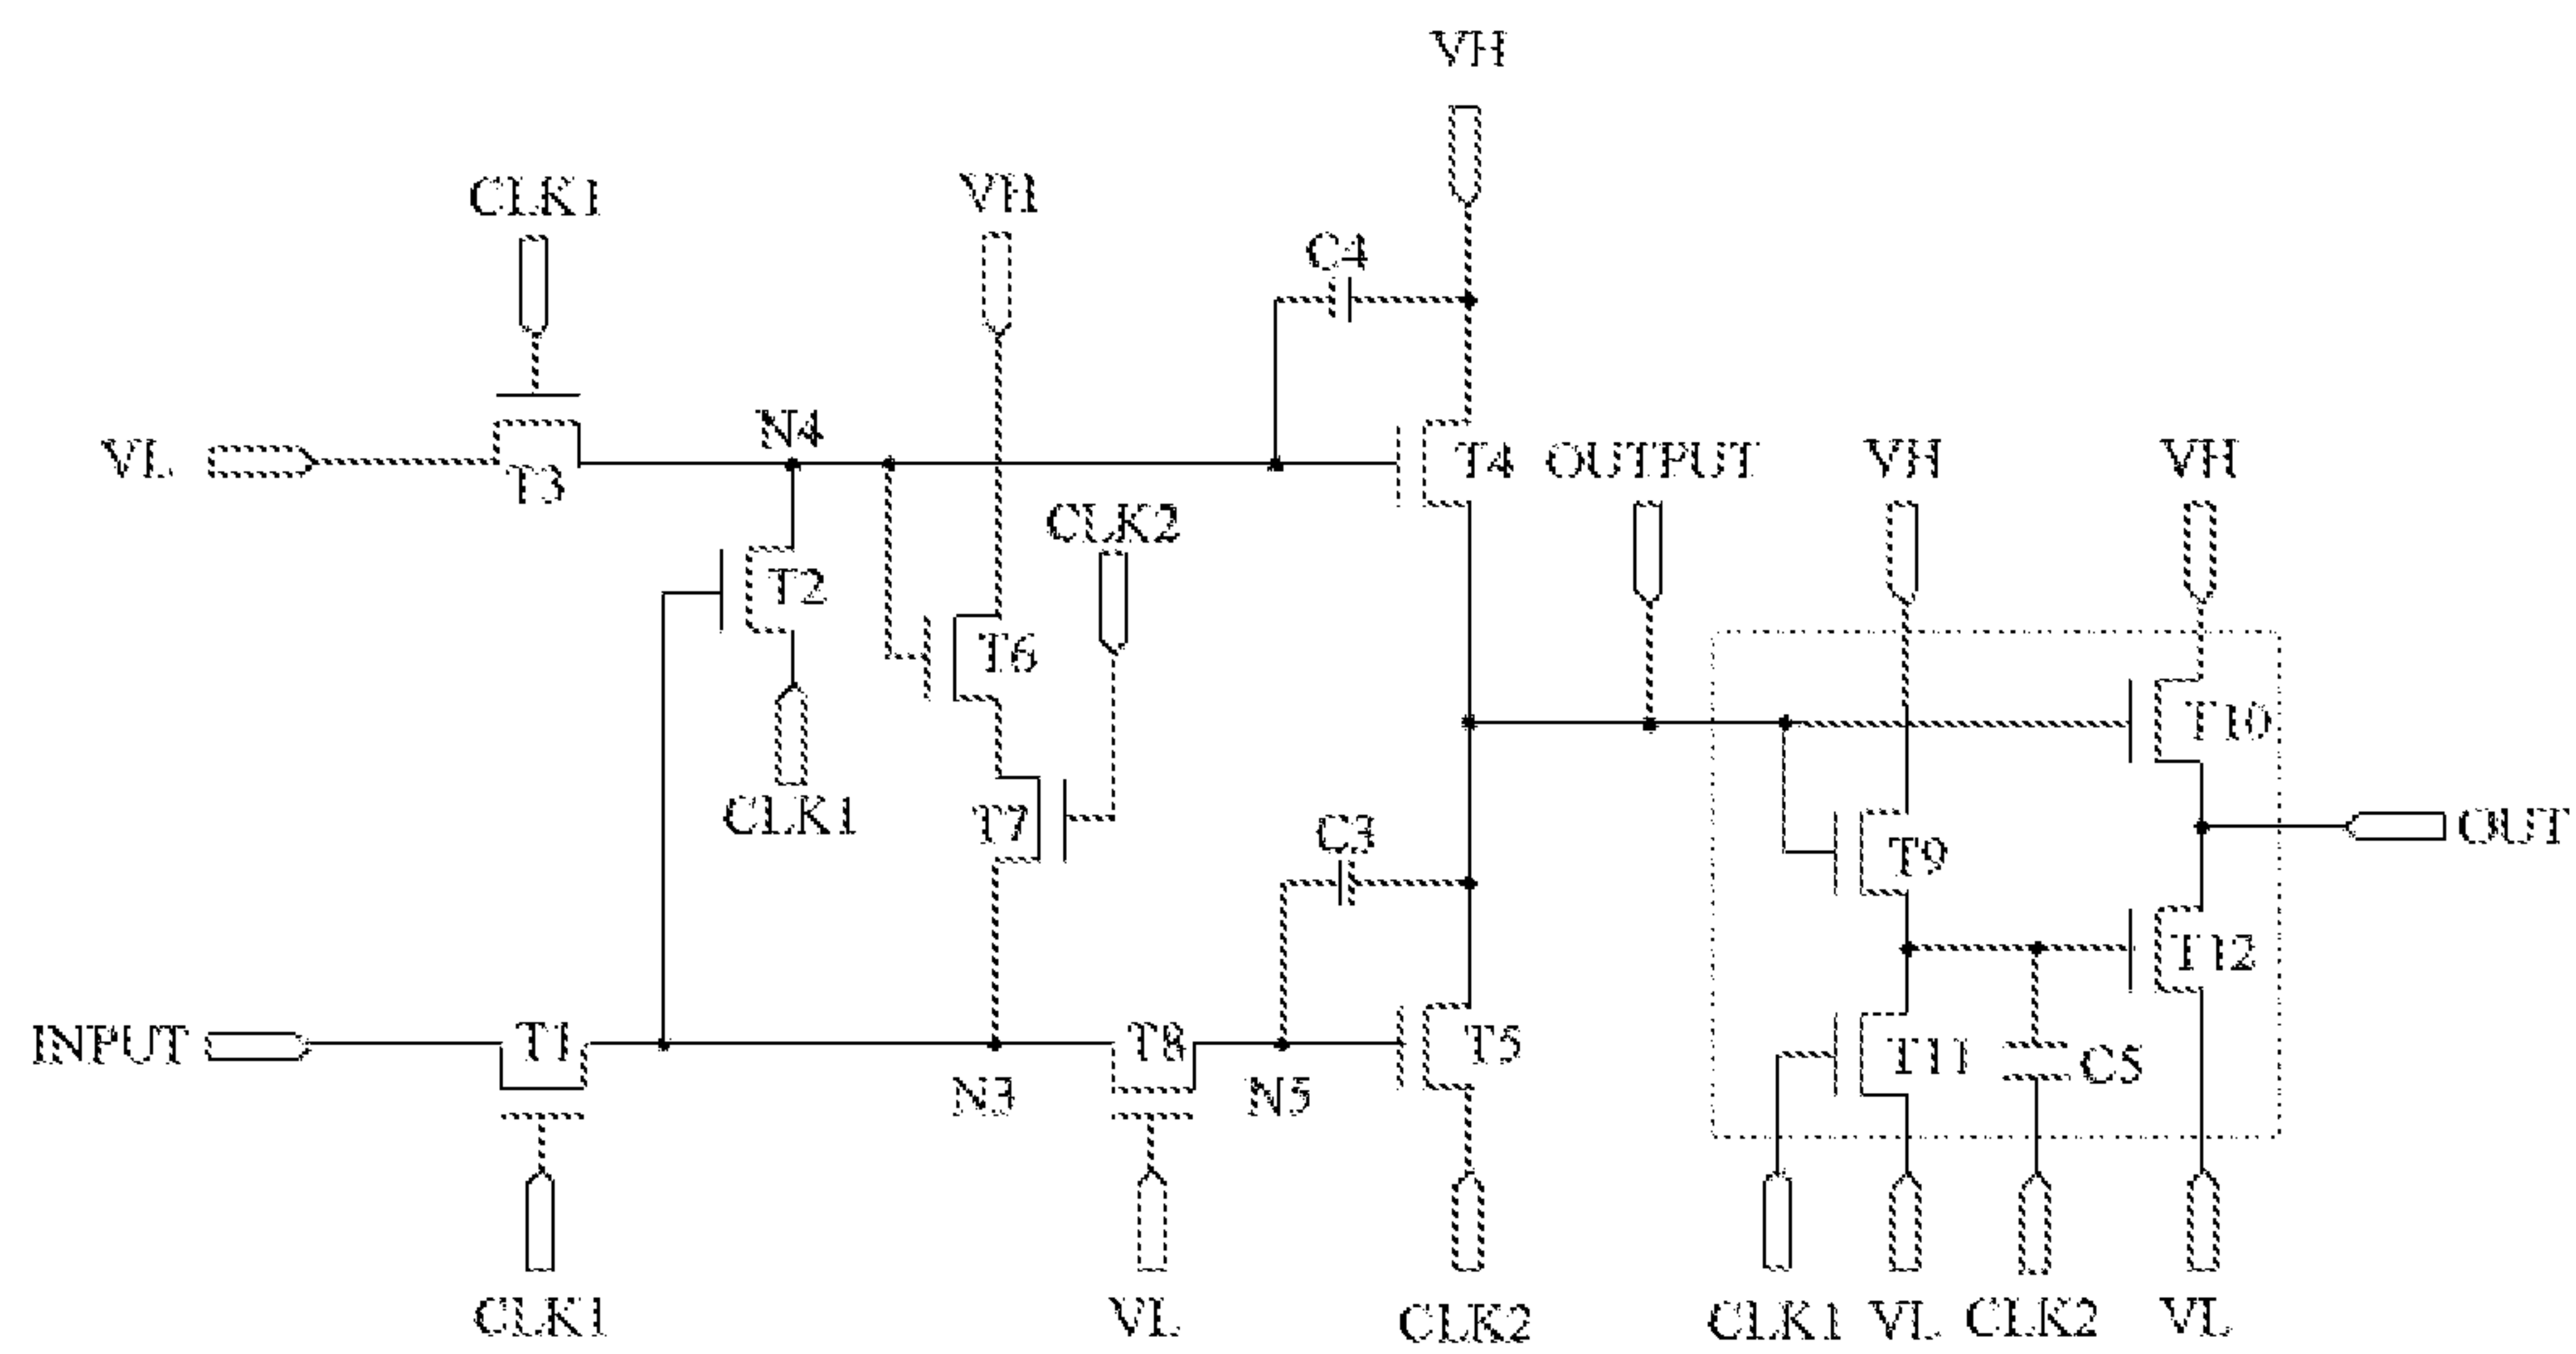 VH
CLK1
VH
C4
N4
VL
T3
T4
OUTPUT
VH
VH
CLK2
T2
T6
T10
CLK1
T7
C3
T9
OUT
T12
INPUT
T1
T8
T5
T11
C5
N3
N5
CLK1
VL
CLK2
CLK1
VL
CLK2
VL